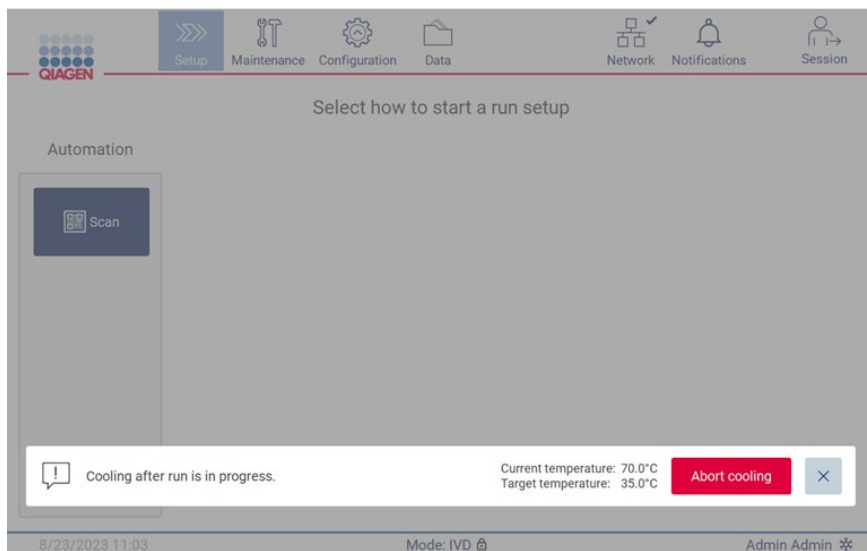 QIAGEN
Setup
Maintenance
Configuration
Data
Network
Notifications
Session
Select how to start a run setup
Automation
Scan
Cooling after run is in progress.
Current temperature: 70.0°C
Target temperature: 35.0°C
Abort cooling
8/23/2023 11:03
Mode: IVD
Admin Admin